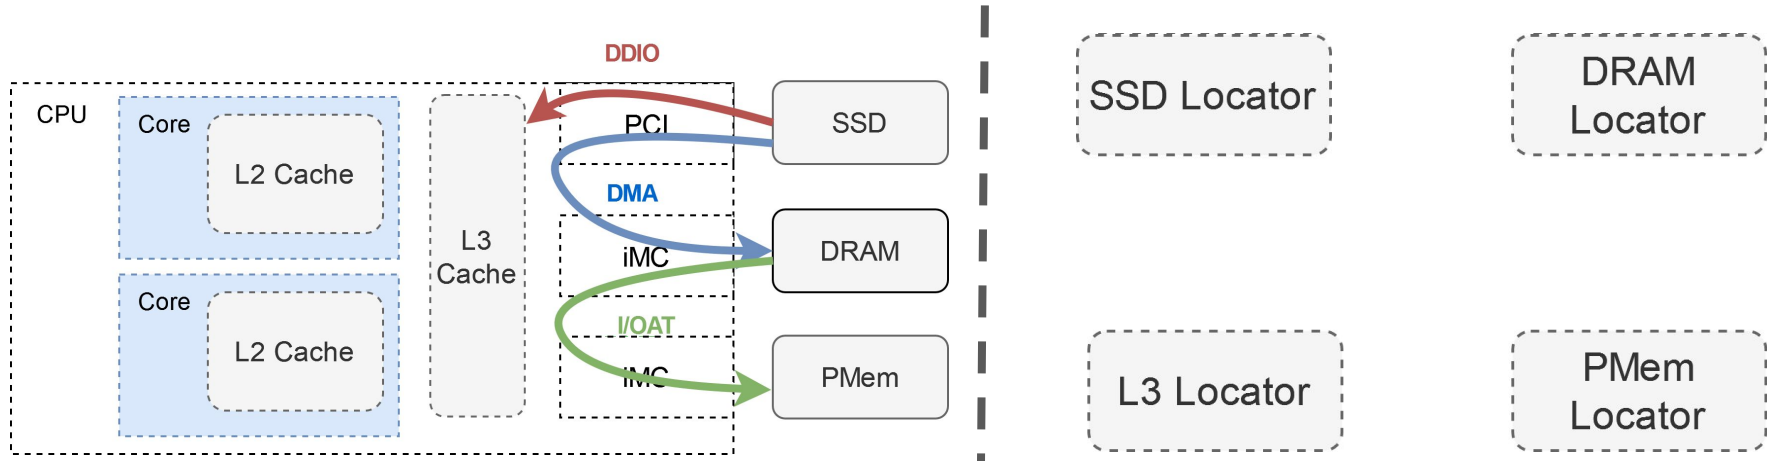 DDIO
CPU
Core
L2 Cache
PCI
SSD
DMA
L3
Cache
iMC
DRAM
Core
L2 Cache
I/OAT
iMC
PMem
SSD Locator
DRAM
Locator
L3 Locator
PMem
Locator